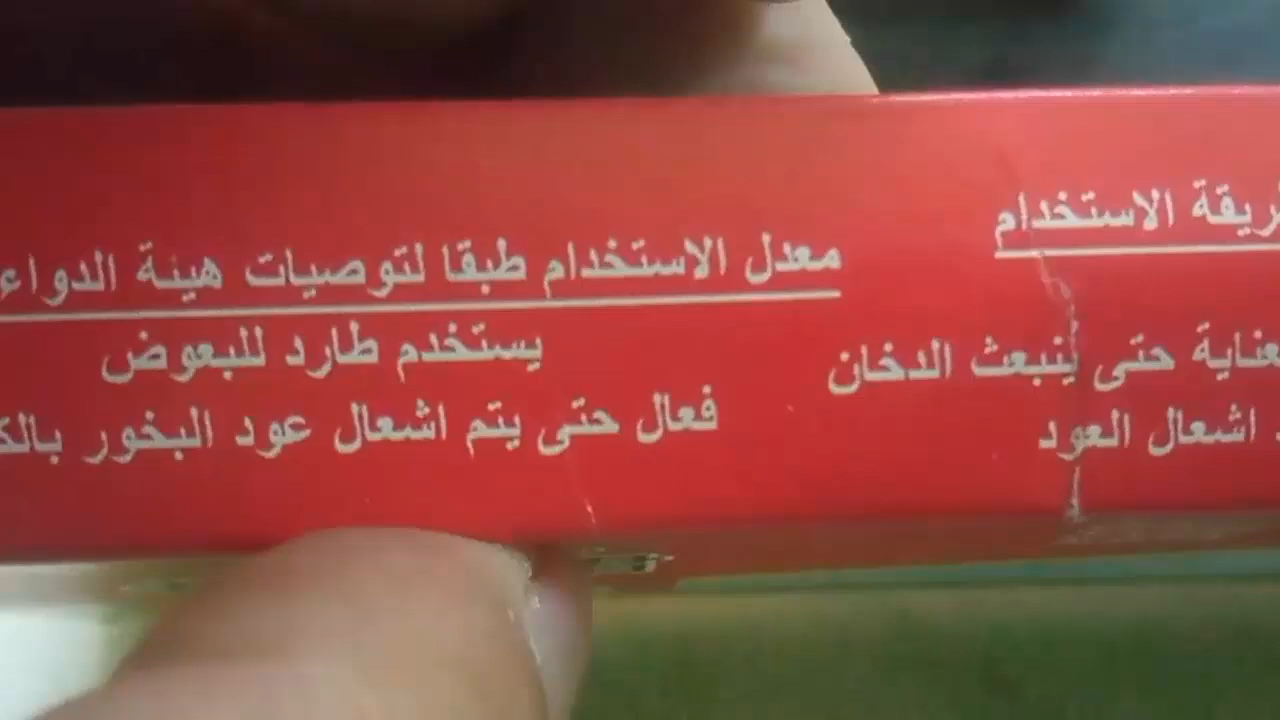 طريقة الاستخدام
بعناية حتى ينبعث الدخان
اشعال العود
معدل الاستخدام طبقا لتوصيات هيئة الدواء
يستخدم طارد للبعوض
فعال حتى يتم اشعال عود البخور